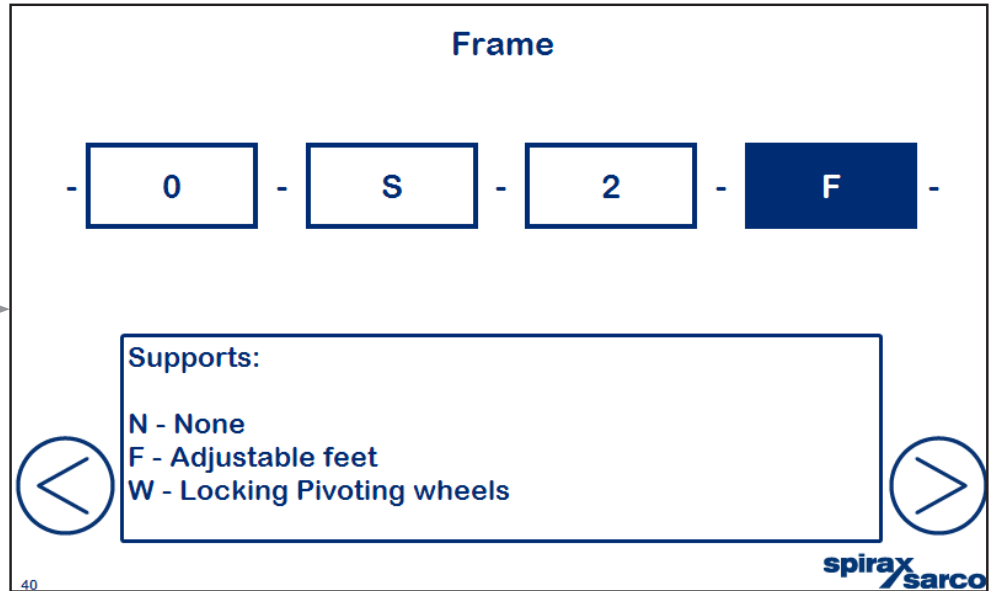 Frame
- 0 - S - 2 - F -
Supports:
N - None
F - Adjustable feet
W - Locking Pivoting wheels
40
spirax
sarco